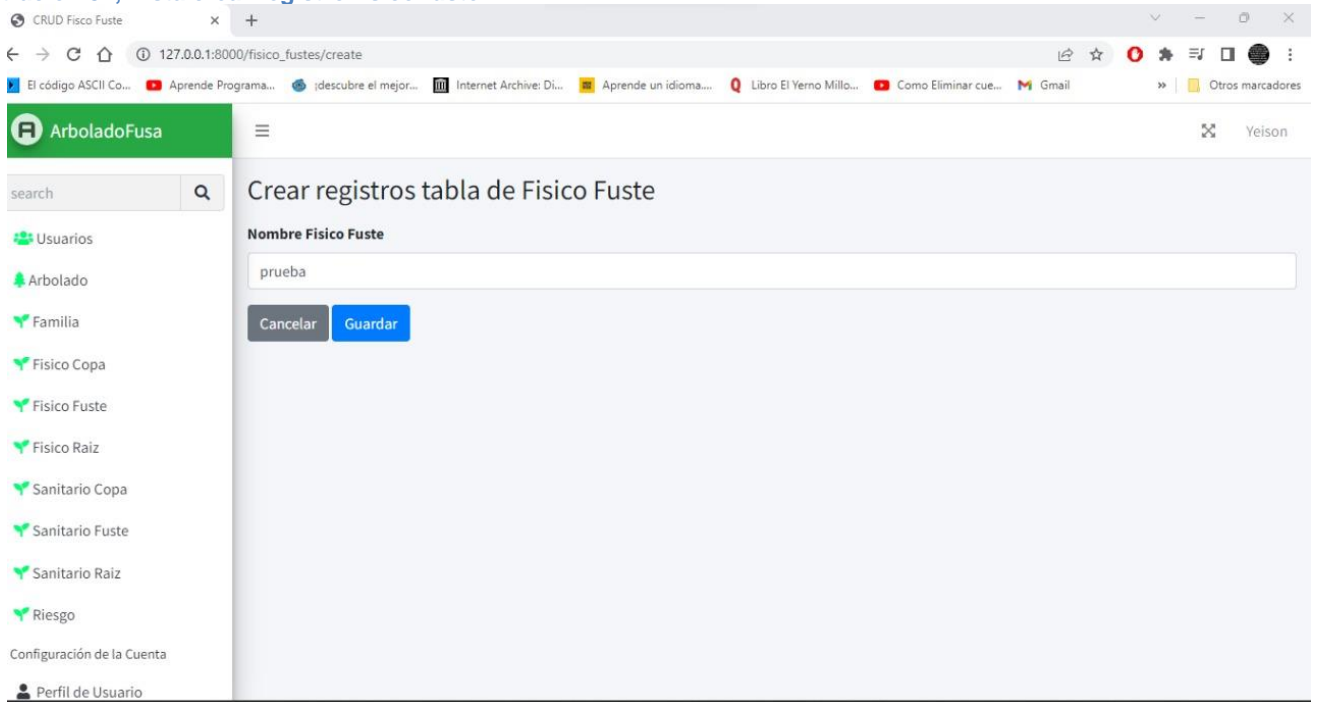 CRUD Fisco Fuste
127.0.0.1:8000/fisico_fustes/create
El código ASCII Co... Aprende Programa... ¡descubre el mejor... Internet Archive: Di... Aprende un idioma.... Libro El Yerno Millo... Como Eliminar cue... Gmail » Otros marcadores
ArboladoFusa
Yeison
search
Crear registros tabla de Fisico Fuste
Usuarios
Nombre Fisico Fuste
prueba
Arbolado
Familia
Cancelar Guardar
Fisico Copa
Fisico Fuste
Fisico Raiz
Sanitario Copa
Sanitario Fuste
Sanitario Raiz
Riesgo
Configuración de la Cuenta
Perfil de Usuario